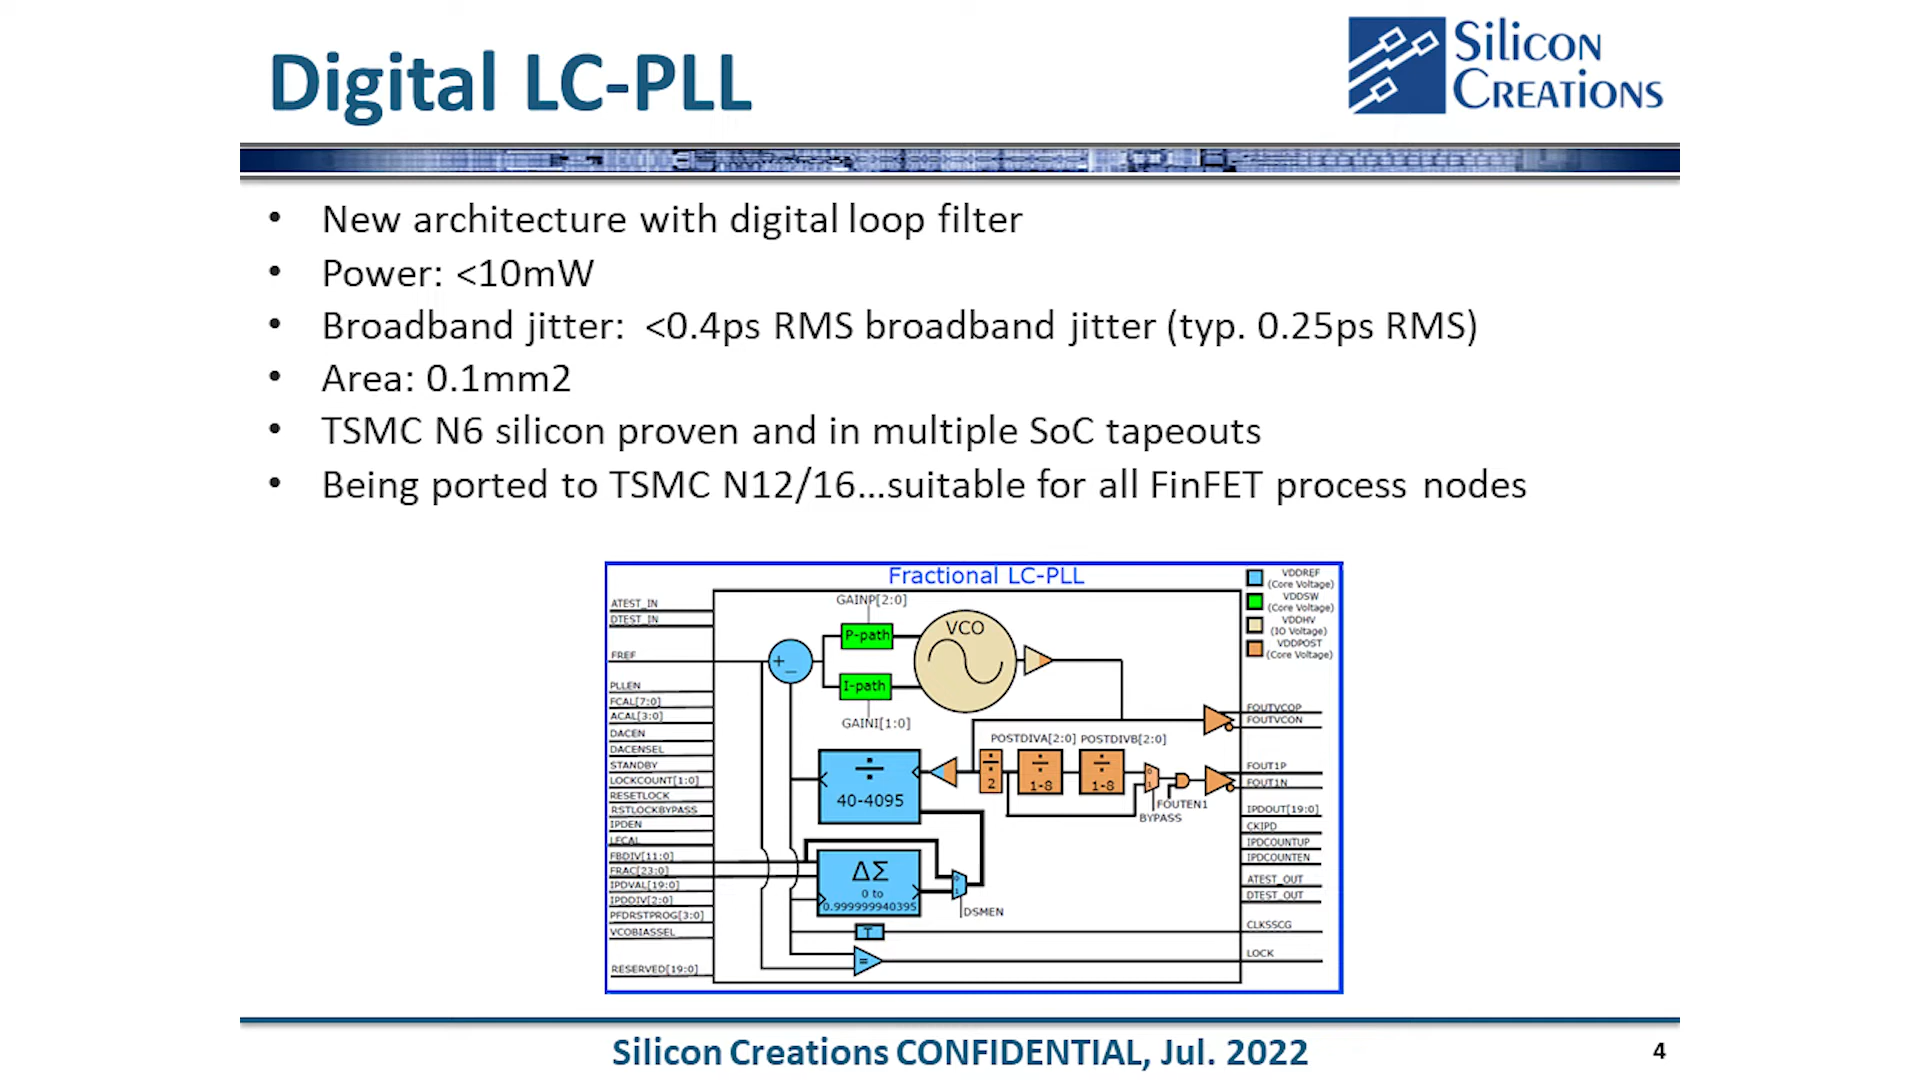 Digital LC-PLL
Silicon
Creations
• New architecture with digital loop filter
• Power: <10mW
• Broadband jitter: <0.4ps RMS broadband jitter (typ. 0.25ps RMS)
• Area: 0.1mm2
• TSMC N6 silicon proven and in multiple SoC tapeouts
• Being ported to TSMC N12/16...suitable for all FinFET process nodes
Fractional LC-PLL
VDDREF
(Core Voltage)
VDDSW
(Core Voltage)
VDDHV
(IO Voltage)
VDDPOST
(Core Voltage)
ATEST_IN
DTEST_IN
FREF
PLLEN
FCAL[7:0]
ACAL[3:0]
DACEN
DACENSEL
STANDBY
LOCKCOUNT[1:0]
RESETLOCK
RSTLOCKBYPASS
IPDEN
LFCAL
FBDIV[11:0]
FRAC[23:0]
IPDVAL[19:0]
IPDDIV[2:0]
PFDRSTPROG[3:0]
VCOBIASSEL
RESERVED[19:0]
GAINP[2:0]
P-path
VCO
+
−
I-path
GAINI[1:0]
POSTDIVA[2:0] POSTDIVB[2:0]
÷
40-4095
÷
2
÷
1-8
÷
1-8
0
1
FOUTEN1
BYPASS
ΔΣ
0 to
0.999999940395
0
1
DSMEN
T
=
FOUTVCOP
FOUTVCON
FOUT1P
FOUT1N
IPDOUT[19:0]
CKIPD
IPDCOUNTUP
IPDCOUNTEN
ATEST_OUT
DTEST_OUT
CLKSSCG
LOCK
Silicon Creations CONFIDENTIAL, Jul. 2022
4